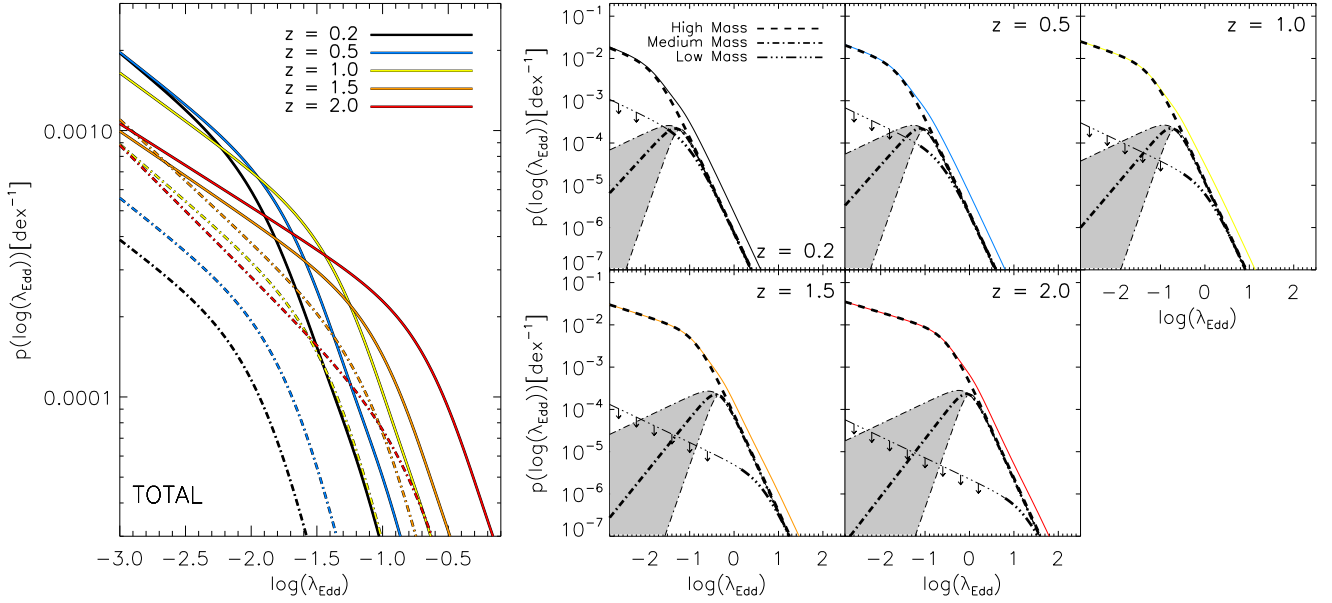 z = 0.2
z = 0.5
z = 1.0
z = 1.5
z = 2.0
0.0010
0.0001
p(log(λEdd))[dex⁻¹]
TOTAL
−3.0 −2.5 −2.0 −1.5 −1.0 −0.5
log(λEdd)
High Mass
Medium Mass
Low Mass
z = 0.2
z = 0.5
z = 1.0
10⁻¹
10⁻²
10⁻³
10⁻⁴
10⁻⁵
10⁻⁶
10⁻⁷
p(log(λEdd))[dex⁻¹]
−2 −1 0 1 2
log(λEdd)
z = 1.5
z = 2.0
10⁻¹
10⁻²
10⁻³
10⁻⁴
10⁻⁵
10⁻⁶
10⁻⁷
p(log(λEdd))[dex⁻¹]
−2 −1 0 1 2
log(λEdd)
−2 −1 0 1 2
log(λEdd)